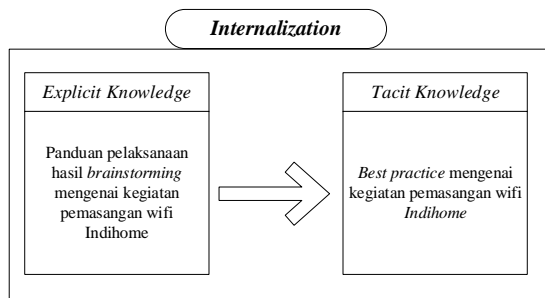 Internalization
Explicit Knowledge
Panduan pelaksanaan
hasil brainstorming
mengenai kegiatan
pemasangan wifi
Indihome
Tacit Knowledge
Best practice mengenai
kegiatan pemasangan wifi
Indihome